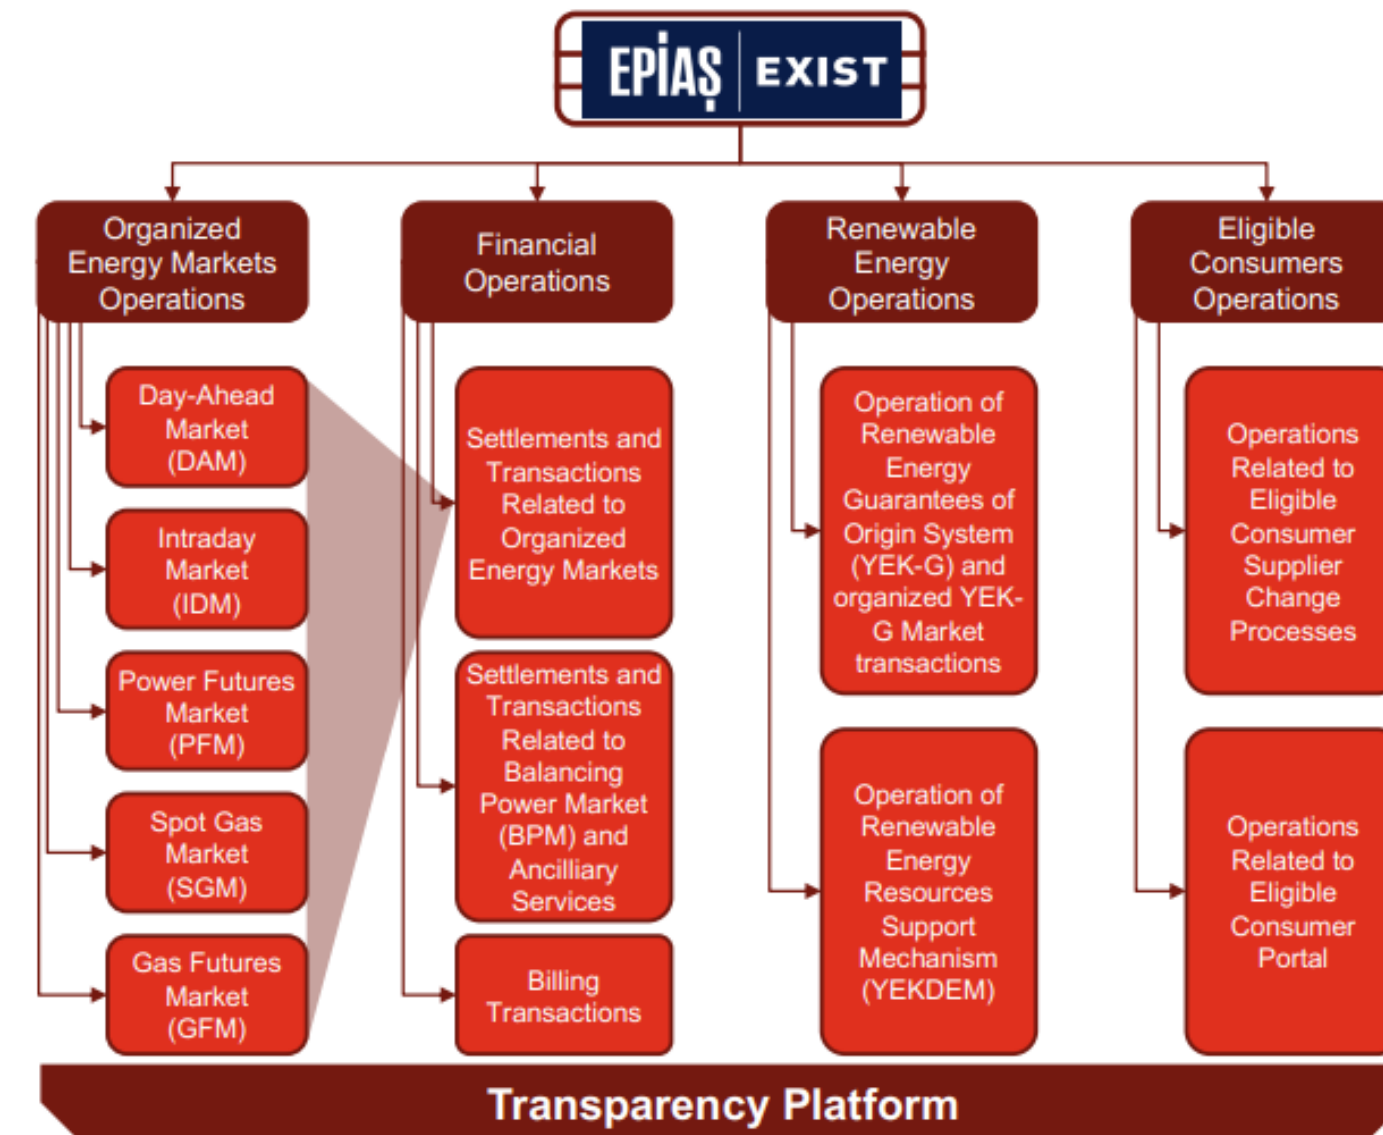 EPİAŞ EXIST
Organized
Energy Markets
Operations
Day-Ahead
Market
(DAM)
Intraday
Market
(IDM)
Power Futures
Market
(PFM)
Spot Gas
Market
(SGM)
Gas Futures
Market
(GFM)
Financial
Operations
Settlements and
Transactions
Related to
Organized
Energy Markets
Settlements and
Transactions
Related to
Balancing
Power Market
(BPM) and
Ancilliary
Services
Billing
Transactions
Renewable
Energy
Operations
Operation of
Renewable
Energy
Guarantees of
Origin System
(YEK-G) and
organized YEK-
G Market
transactions
Operation of
Renewable
Energy
Resources
Support
Mechanism
(YEKDEM)
Eligible
Consumers
Operations
Operations
Related to
Eligible
Consumer
Supplier
Change
Processes
Operations
Related to
Eligible
Consumer
Portal
Transparency Platform